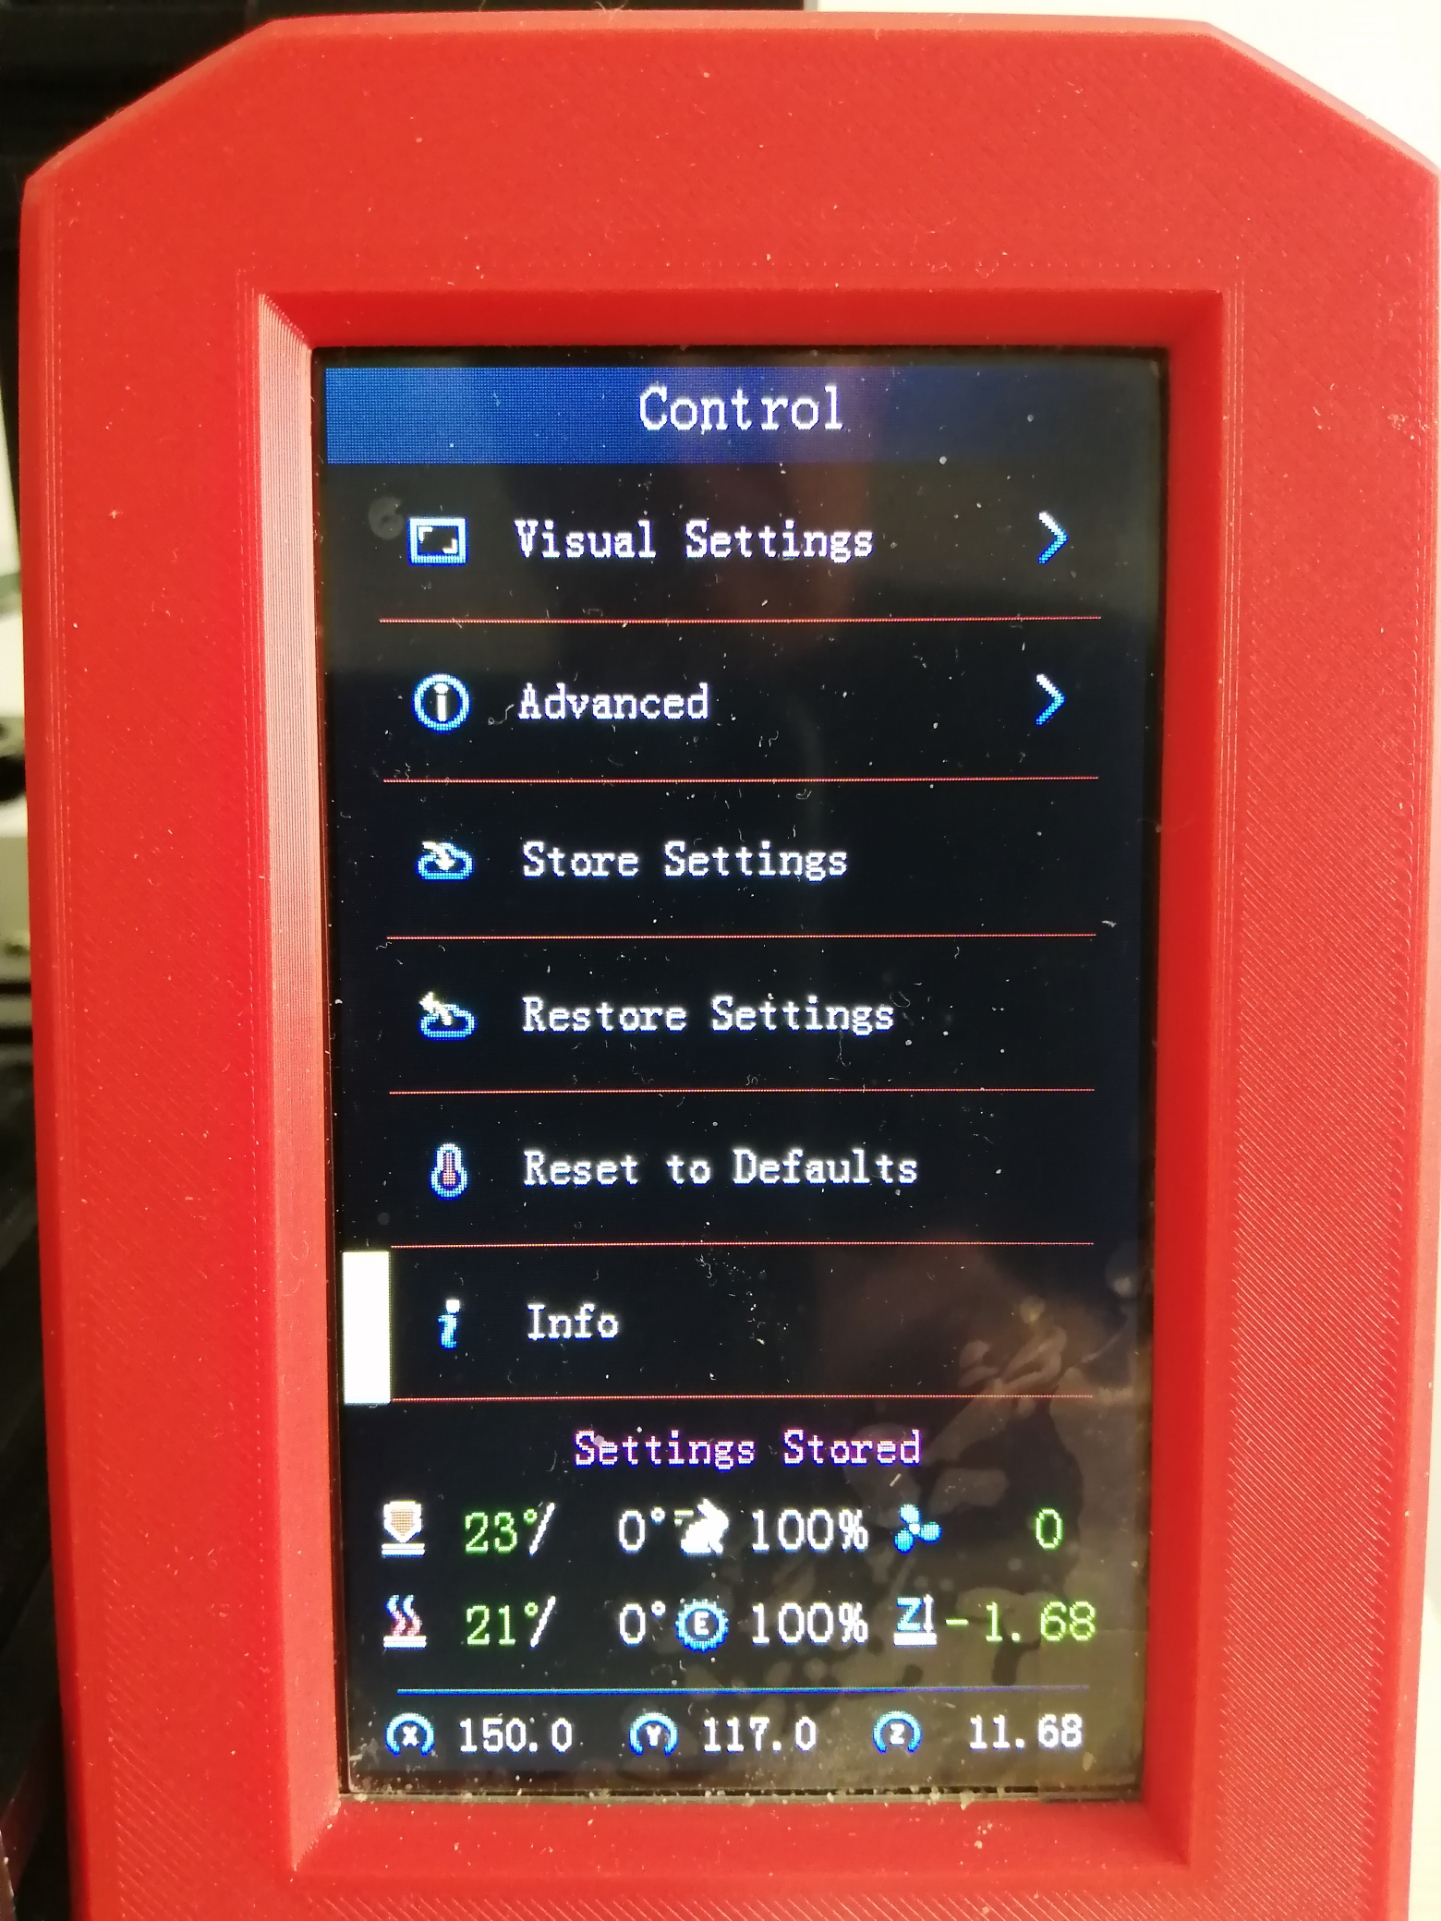 Control
Visual Settings
Advanced
Store Settings
Restore Settings
Reset to Defaults
Info
Settings Stored
23°/ 0° 100% 0
21°/ 0° E 100% Z -1.68
X 150.0 Y 117.0 Z 11.68